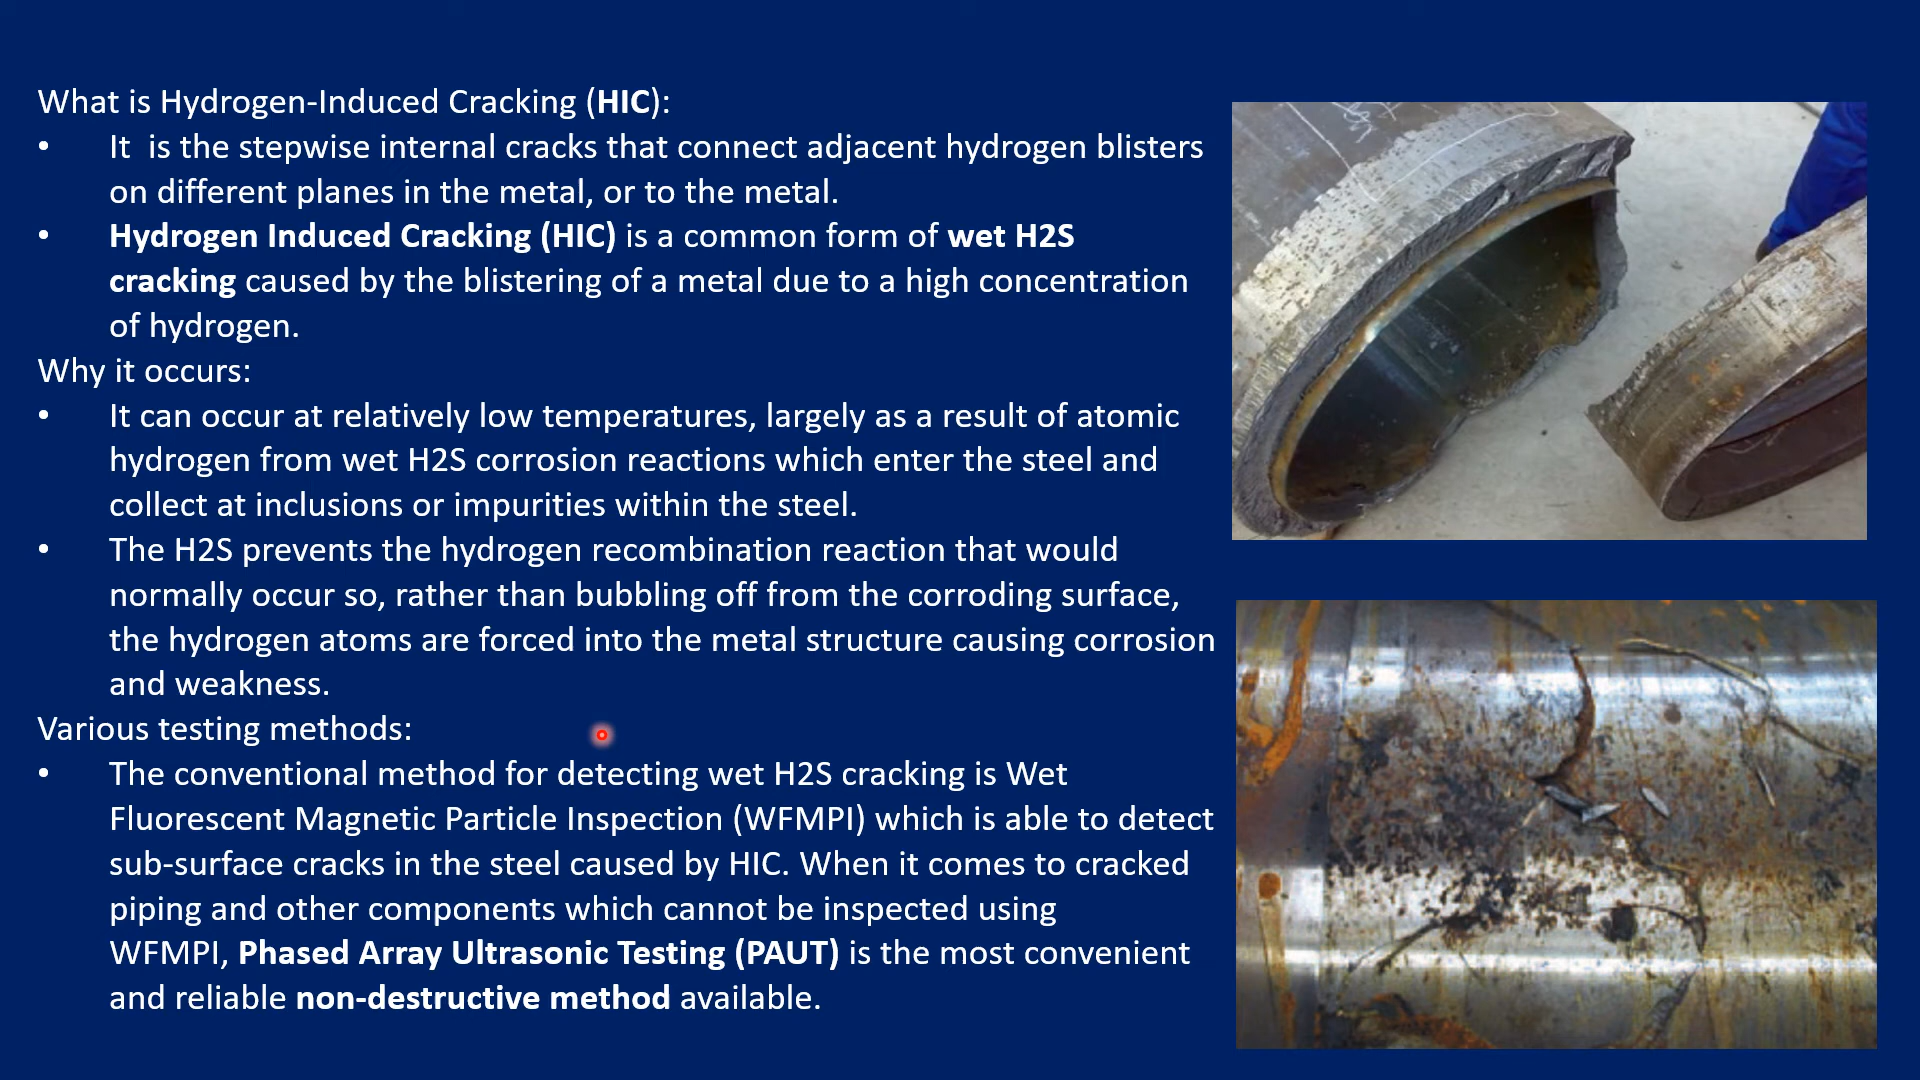 What is Hydrogen-Induced Cracking (HIC):
• It is the stepwise internal cracks that connect adjacent hydrogen blisters
on different planes in the metal, or to the metal.
• Hydrogen Induced Cracking (HIC) is a common form of wet H2S
cracking caused by the blistering of a metal due to a high concentration
of hydrogen.
Why it occurs:
• It can occur at relatively low temperatures, largely as a result of atomic
hydrogen from wet H2S corrosion reactions which enter the steel and
collect at inclusions or impurities within the steel.
• The H2S prevents the hydrogen recombination reaction that would
normally occur so, rather than bubbling off from the corroding surface,
the hydrogen atoms are forced into the metal structure causing corrosion
and weakness.
Various testing methods:
• The conventional method for detecting wet H2S cracking is Wet
Fluorescent Magnetic Particle Inspection (WFMPI) which is able to detect
sub-surface cracks in the steel caused by HIC. When it comes to cracked
piping and other components which cannot be inspected using
WFMPI, Phased Array Ultrasonic Testing (PAUT) is the most convenient
and reliable non-destructive method available.